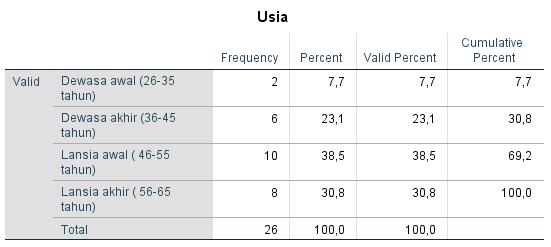 Usia
Frequency Percent Valid Percent Cumulative Percent
Valid Dewasa awal (26-35 tahun) 2 7,7 7,7 7,7
Dewasa akhir (36-45 tahun) 6 23,1 23,1 30,8
Lansia awal ( 46-55 tahun) 10 38,5 38,5 69,2
Lansia akhir ( 56-65 tahun) 8 30,8 30,8 100,0
Total 26 100,0 100,0